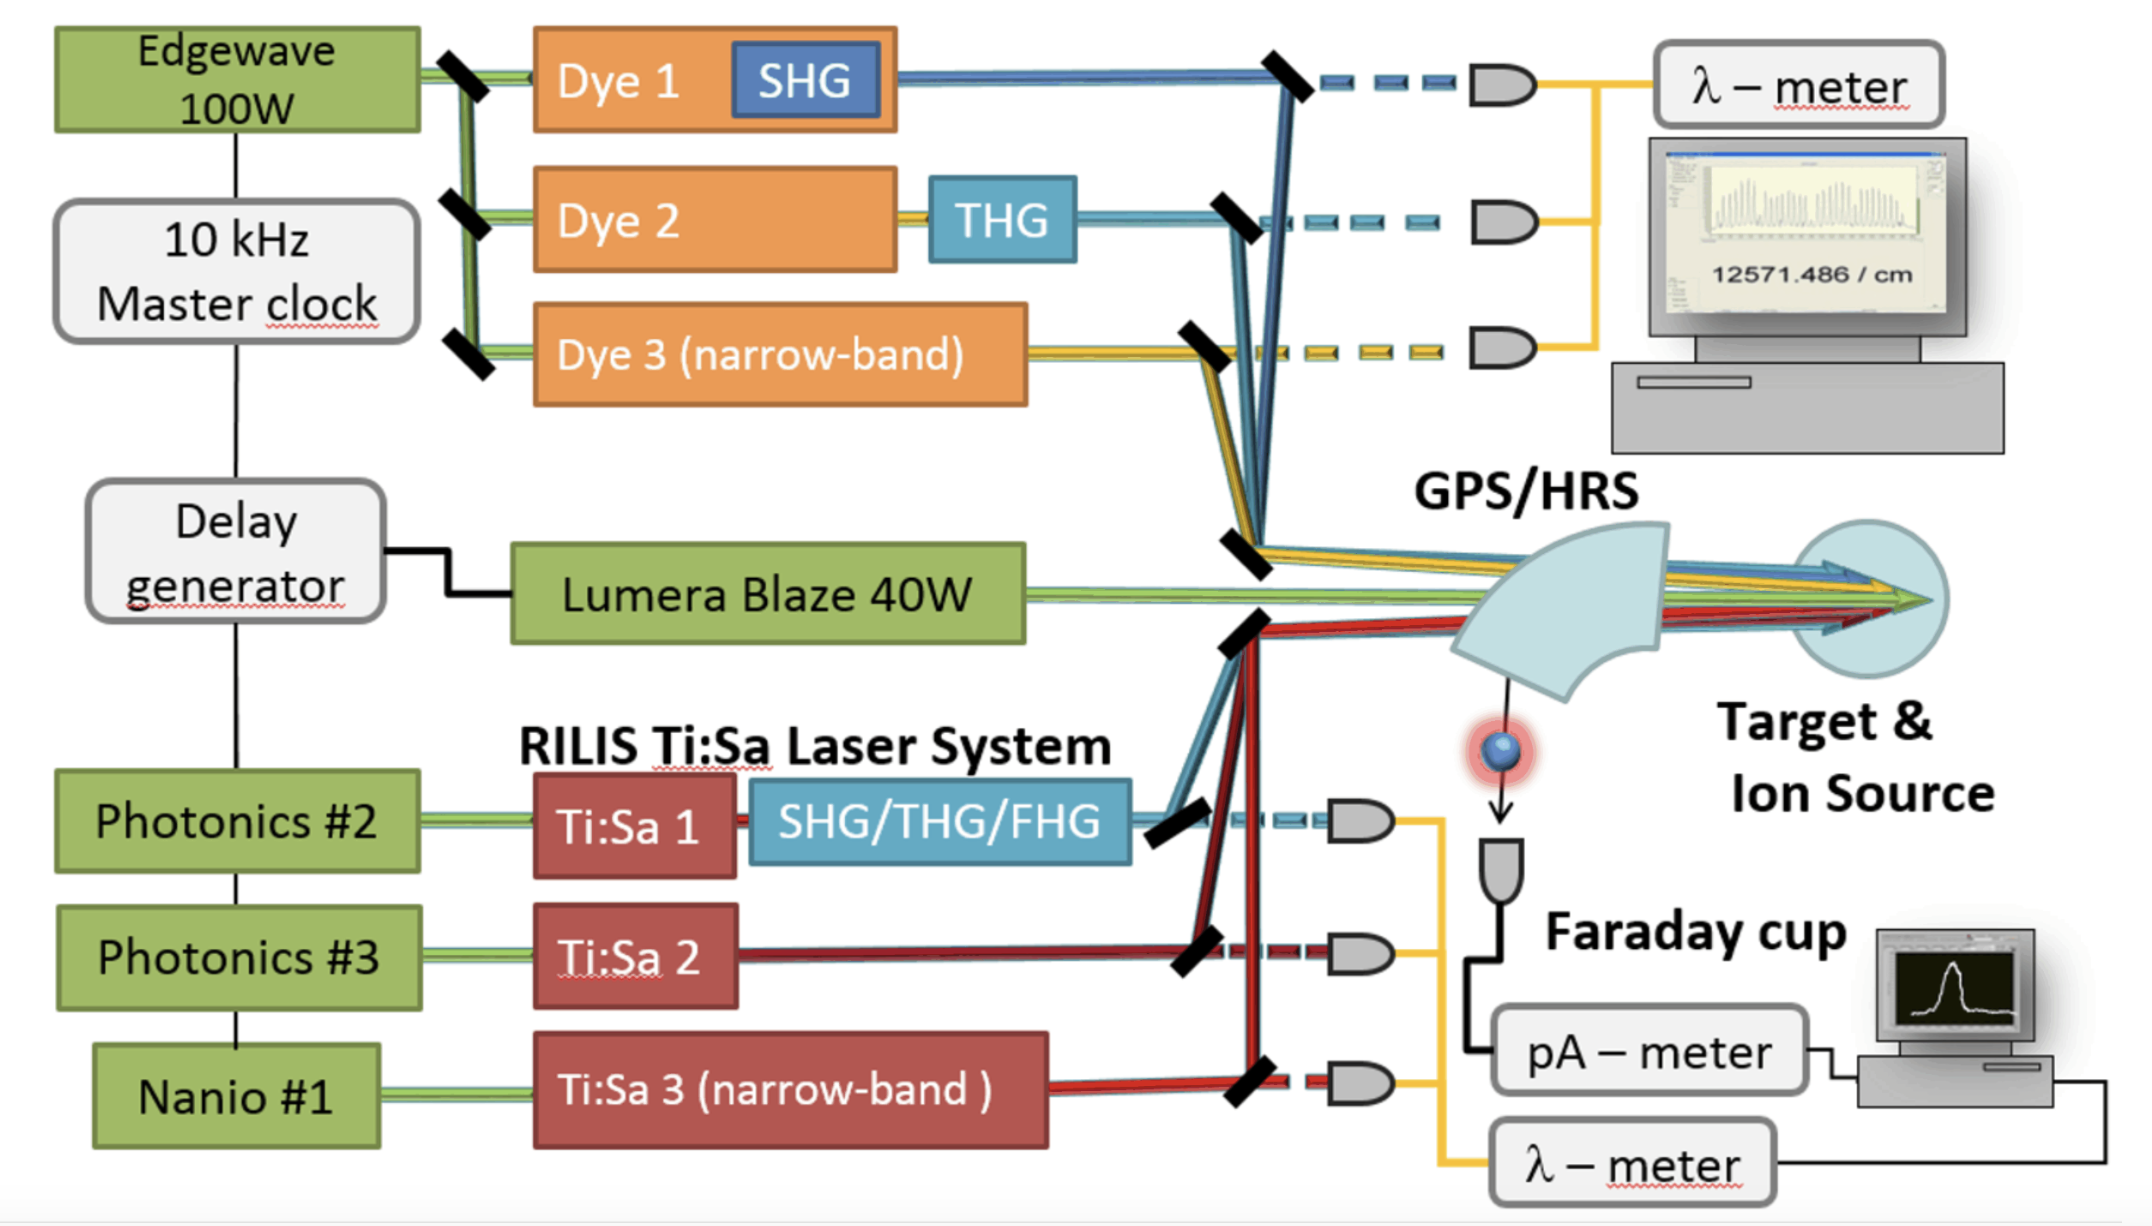 Edgewave
100W
Dye 1
SHG
λ – meter
Dye 2
THG
10 kHz
Master clock
12571.486 / cm
Dye 3 (narrow-band)
GPS/HRS
Delay
generator
Lumera Blaze 40W
RILIS Ti:Sa Laser System
Target &
Ion Source
Photonics #2
Ti:Sa 1
SHG/THG/FHG
Photonics #3
Ti:Sa 2
Faraday cup
pA – meter
Nanio #1
Ti:Sa 3 (narrow-band )
λ – meter